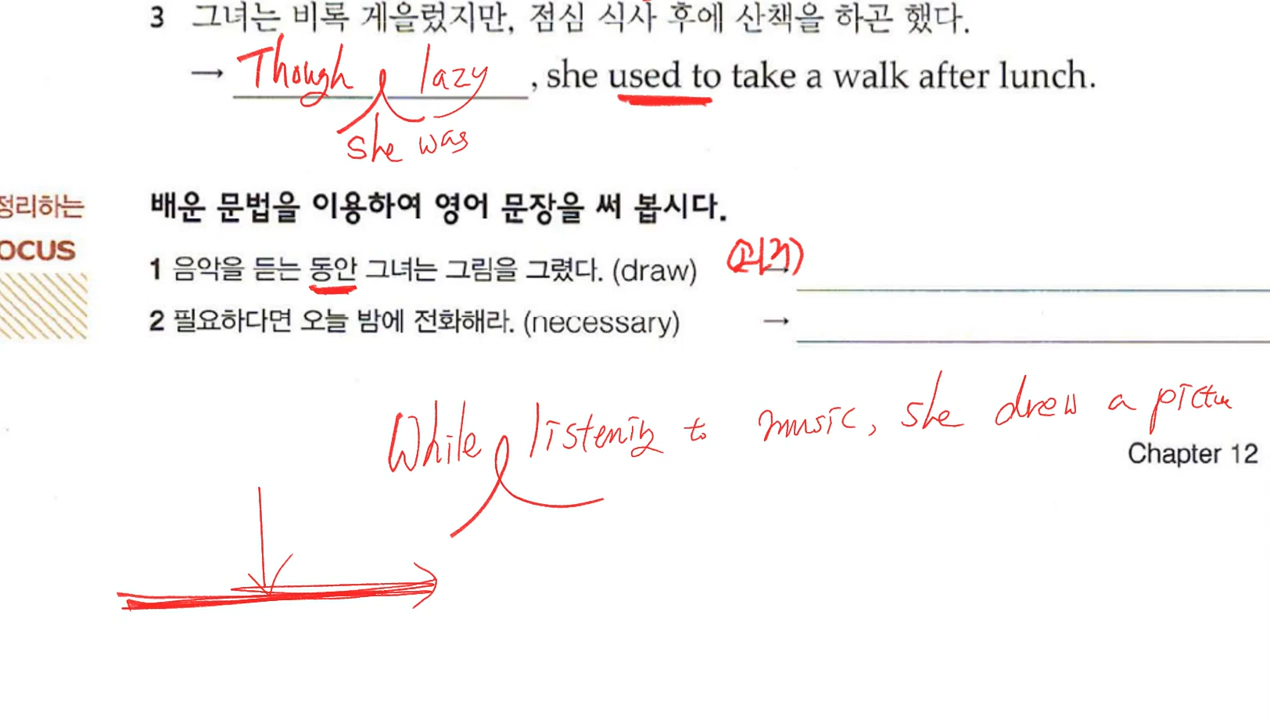 3 그녀는 비록 게을렀지만, 점심 식사 후에 산책을 하곤 했다.
→ Though lazy, she used to take a walk after lunch.
she was
정리하는
배운 문법을 이용하여 영어 문장을 써 봅시다.
OCUS
1 음악을 듣는 동안 그녀는 그림을 그렸다. (draw) (과거)
2 필요하다면 오늘 밤에 전화해라. (necessary) →
While listening to music, she drew a pictu
Chapter 12